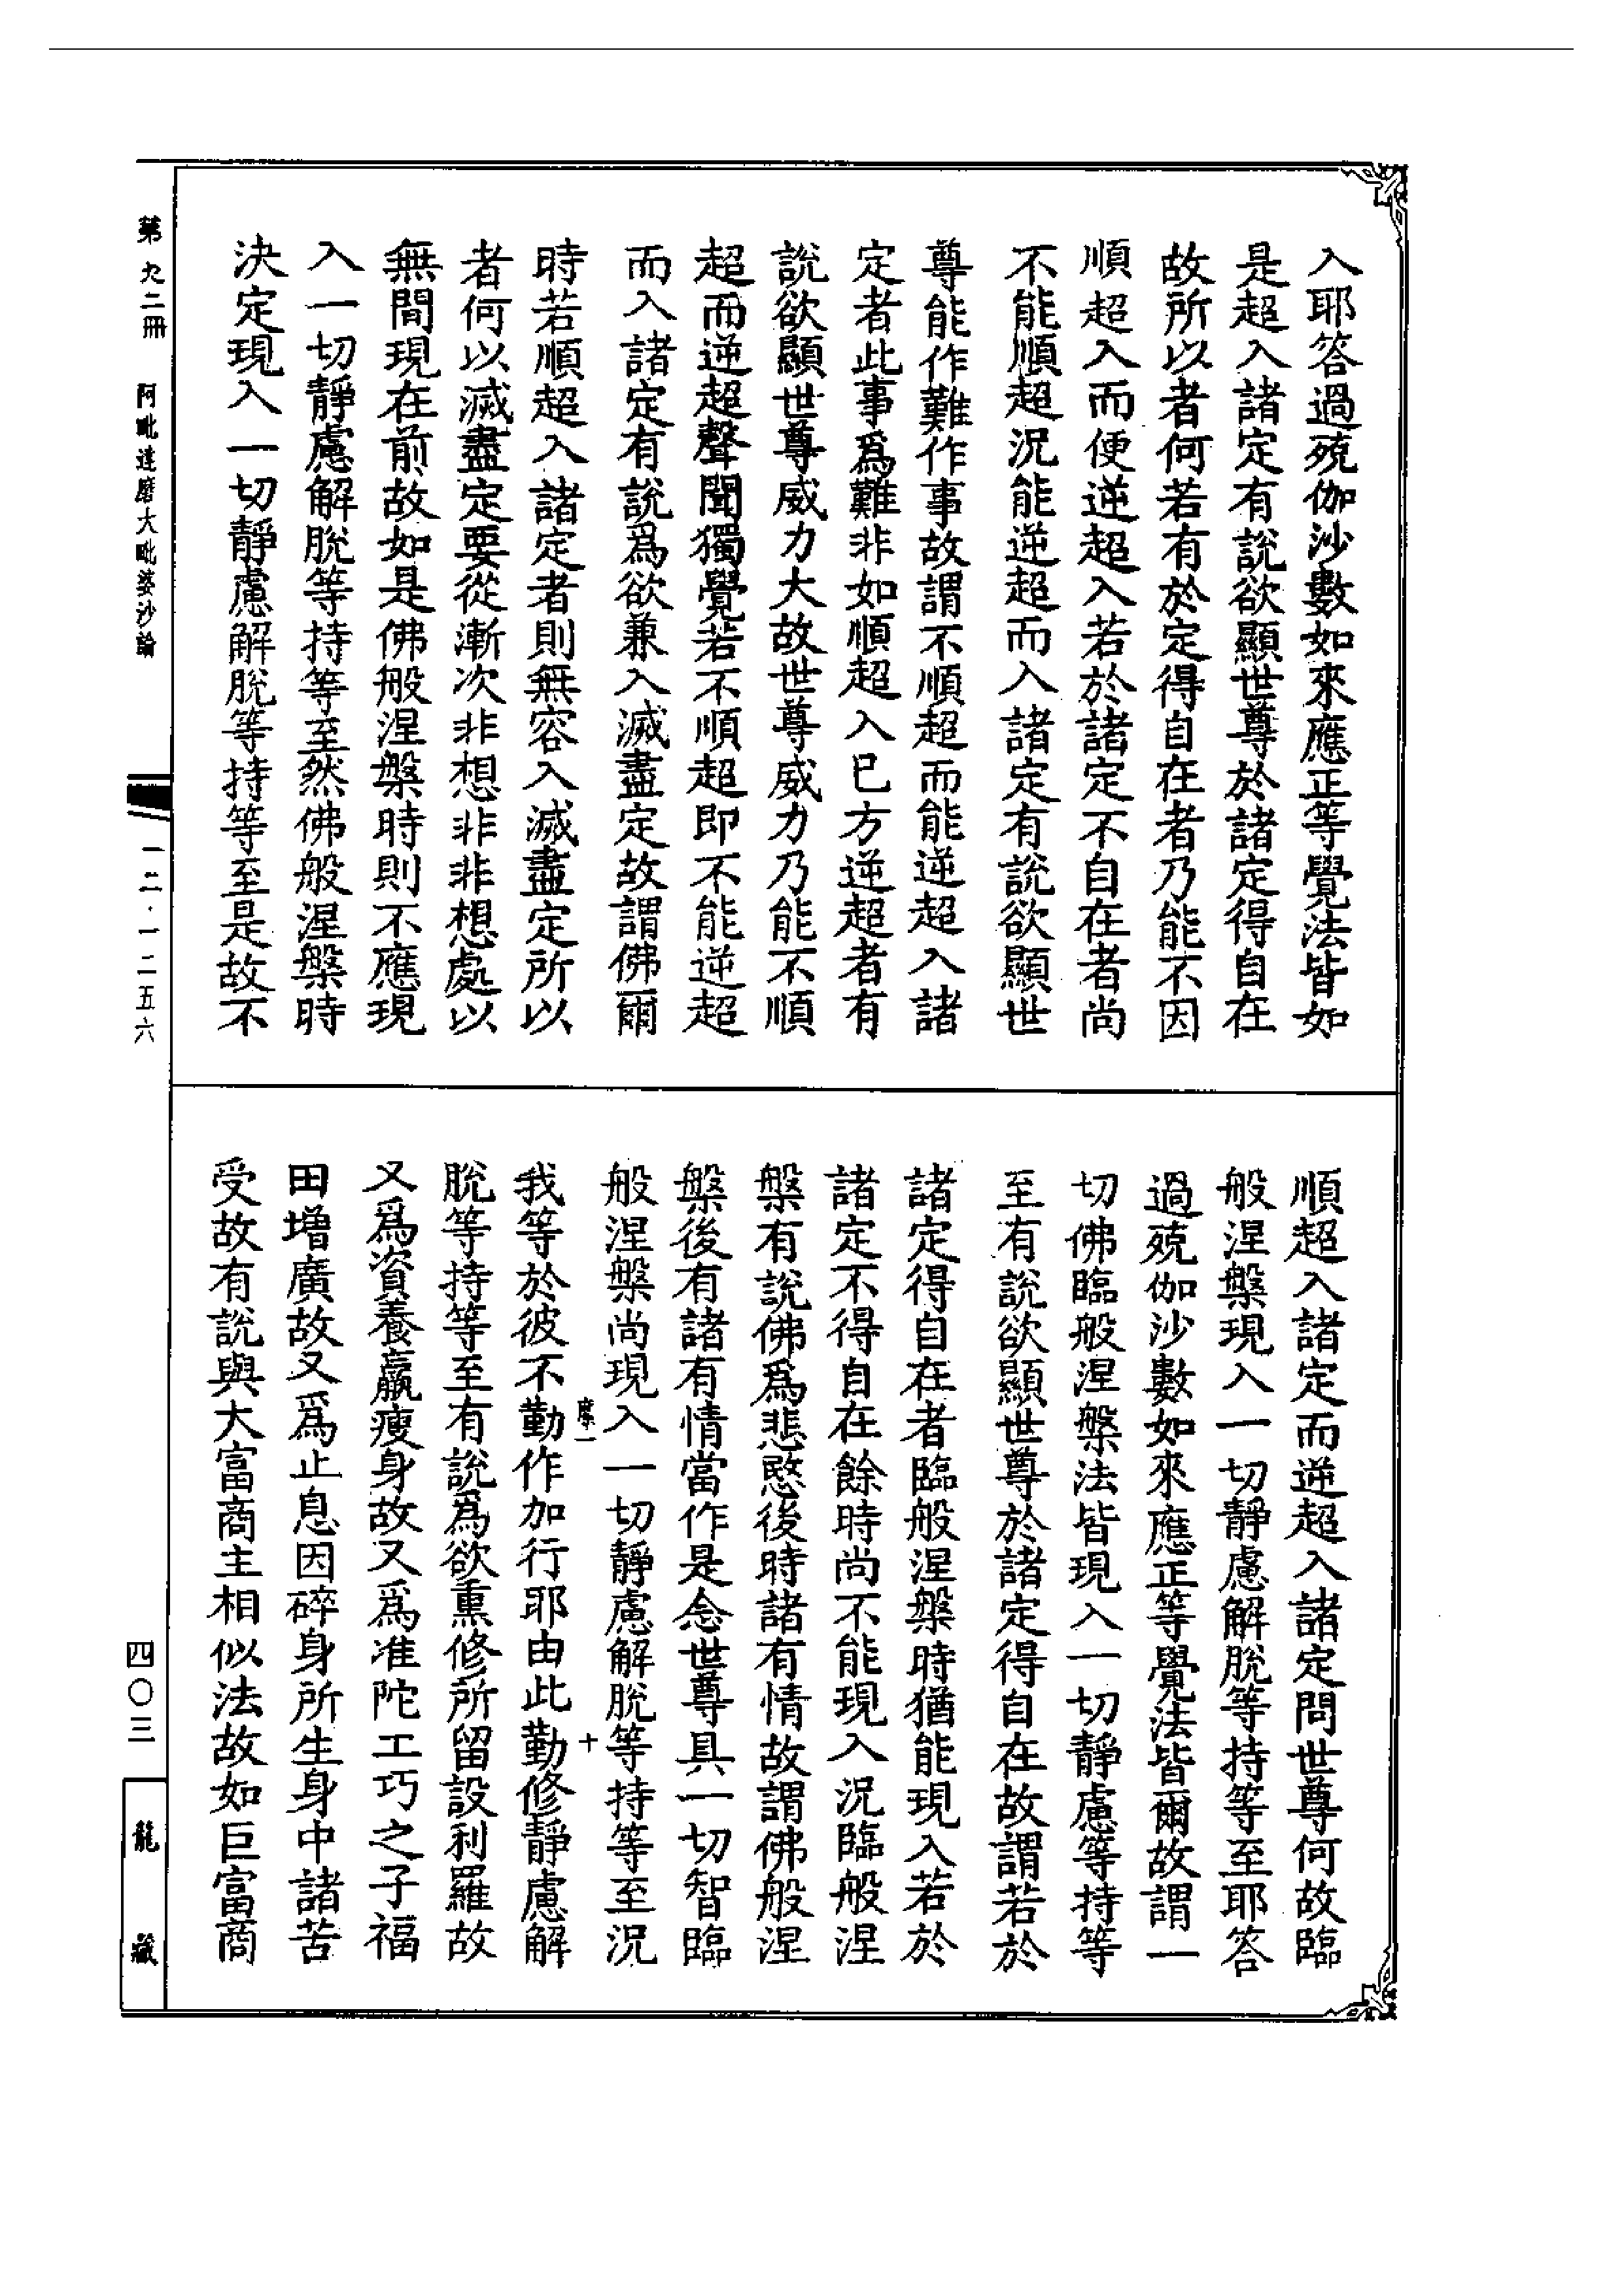 入耶答過殑伽沙數如來應正等覺法皆如
是超入諸定有說欲顯世尊於諸定得自在
故所以者何若有於定得自在者乃能不因
順超入而便逆超入若於諸定不自在者尚
不能順超況能逆超而入諸定有說欲顯世
尊能作難作事故謂不順超而能逆超入諸
定者此事爲難非如順超入已方逆超者有
說欲顯世尊威力大故世尊威力乃能不順
超而逆超聲聞獨覺若不順超即不能逆超
而入諸定有說爲欲兼入滅盡定故謂佛爾
時若順超入諸定者則無容入滅盡定所以
者何以滅盡定要從漸次非想非非想處以
無間現在前故如是佛般涅槃時則不應現
入一切靜慮解脫等持等至然佛般涅槃時
決定現入一切靜慮解脫等持等至是故不
順超入諸定而逆超入諸定問世尊何故臨
般涅槃現入一切靜慮解脫等持等至耶答
過殑伽沙數如來應正等覺法皆爾故謂一
切佛臨般涅槃法皆現入一切靜慮等持等
至有說欲顯世尊於諸定得自在故謂若於
諸定得自在者臨般涅槃時猶能現入若於
諸定不得自在餘時尚不能現入況臨般涅
槃有說佛爲悲愍後時諸有情故謂佛般涅
槃後有諸有情當作是念世尊具一切智臨
般涅槃尚現入一切靜慮解脫等持等至況
摩一 十
我等於彼不勤作加行耶由此勤修靜慮解
脫等持等至有說爲欲熏修所留設利羅故
又爲資養羸瘦身故又爲准陀工巧之子福
田增廣故又爲止息因碎身所生身中諸苦
受故有說與大富商主相似法故如巨富商
第九二冊 阿毗達磨大毗婆沙論
一二·一二五六
四〇三
龍藏